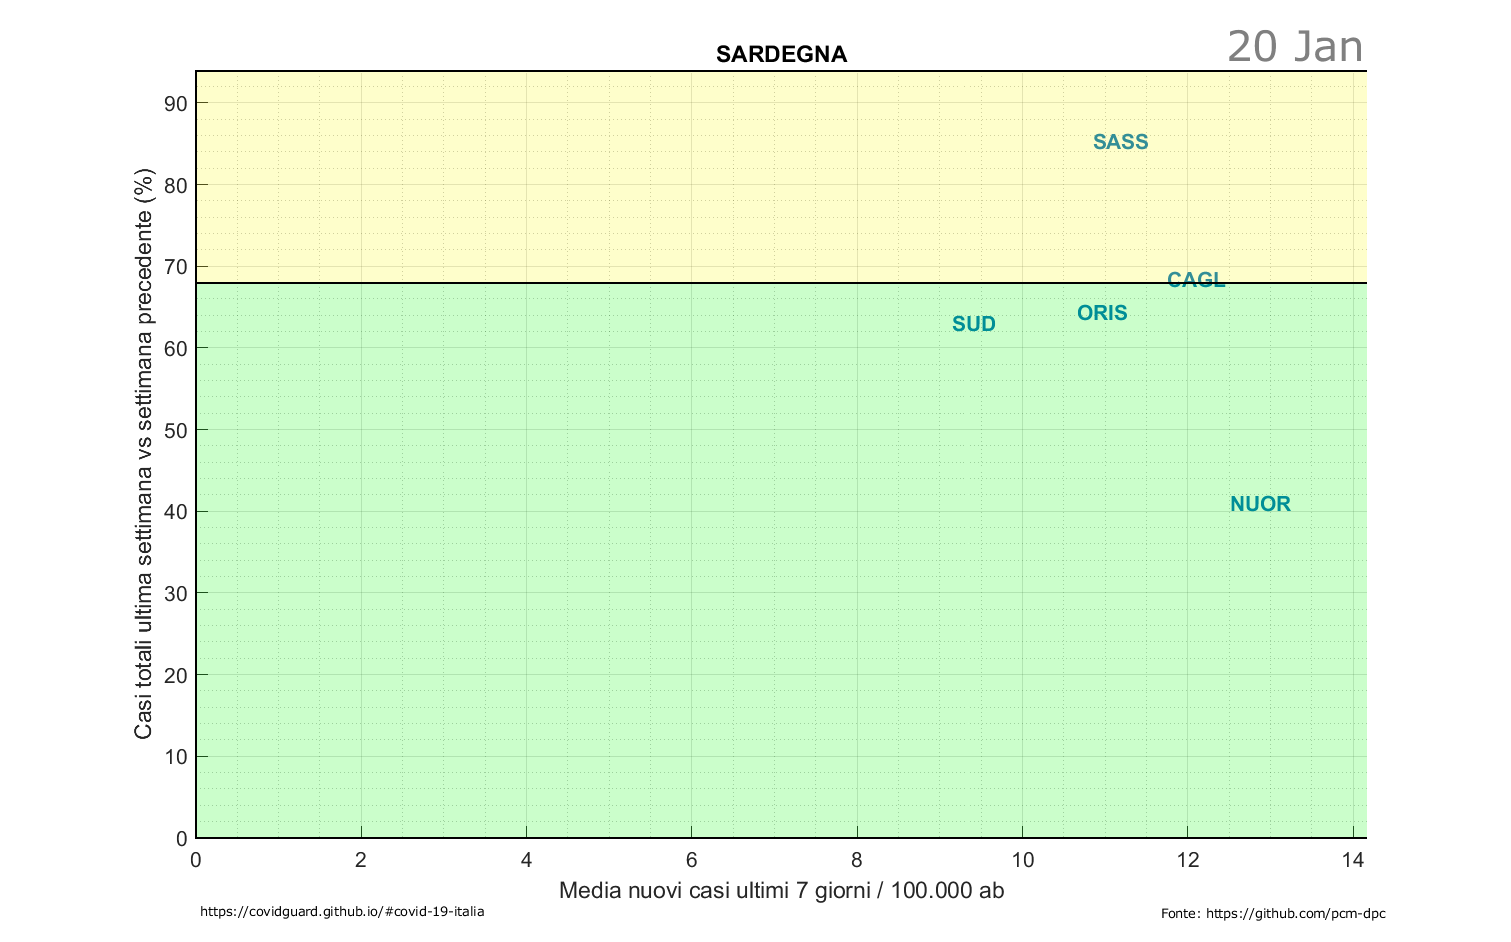 20 Jan
SARDEGNA
Casi totali ultima settimana vs settimana precedente (%)
90
80
70
60
50
40
30
20
10
0
SASS
CAGL
ORIS
SUD
NUOR
0 2 4 6 8 10 12 14
Media nuovi casi ultimi 7 giorni / 100.000 ab
https://covidguard.github.io/#covid-19-italia
Fonte: https://github.com/pcm-dpc